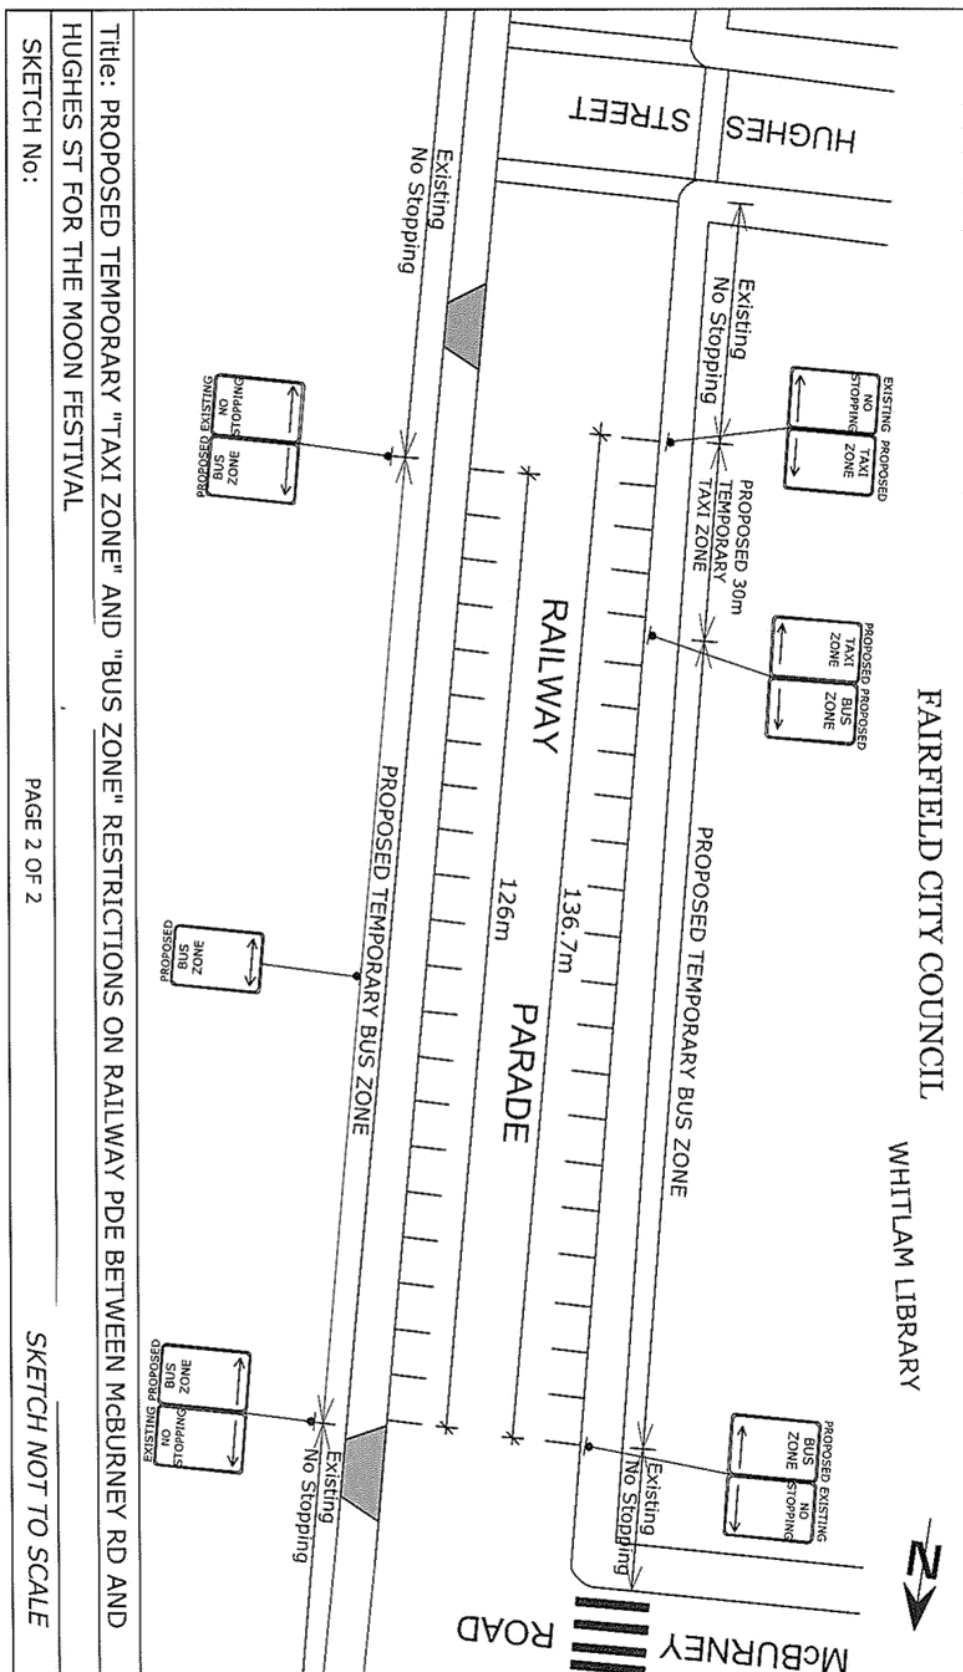 FAIRFIELD CITY COUNCIL
WHITLAM LIBRARY
N
HUGHES
STREET
McBURNEY
ROAD
EXISTING PROPOSED
NO
STOPPING
TAXI
ZONE
PROPOSED PROPOSED
TAXI
ZONE
BUS
ZONE
PROPOSED EXISTING
BUS
ZONE
NO
STOPPING
Existing
No Stopping
PROPOSED 30m
TEMPORARY
TAXI ZONE
PROPOSED TEMPORARY BUS ZONE
Existing
No Stopping
RAILWAY
PARADE
136.7m
126m
Existing
No Stopping
PROPOSED TEMPORARY BUS ZONE
Existing
No Stopping
PROPOSED EXISTING
BUS
ZONE
NO
STOPPING
PROPOSED
BUS
ZONE
EXISTING PROPOSED
NO
STOPPING
BUS
ZONE
Title: PROPOSED TEMPORARY "TAXI ZONE" AND "BUS ZONE" RESTRICTIONS ON RAILWAY PDE BETWEEN McBURNEY RD AND
HUGHES ST FOR THE MOON FESTIVAL
SKETCH No:
PAGE 2 OF 2
SKETCH NOT TO SCALE